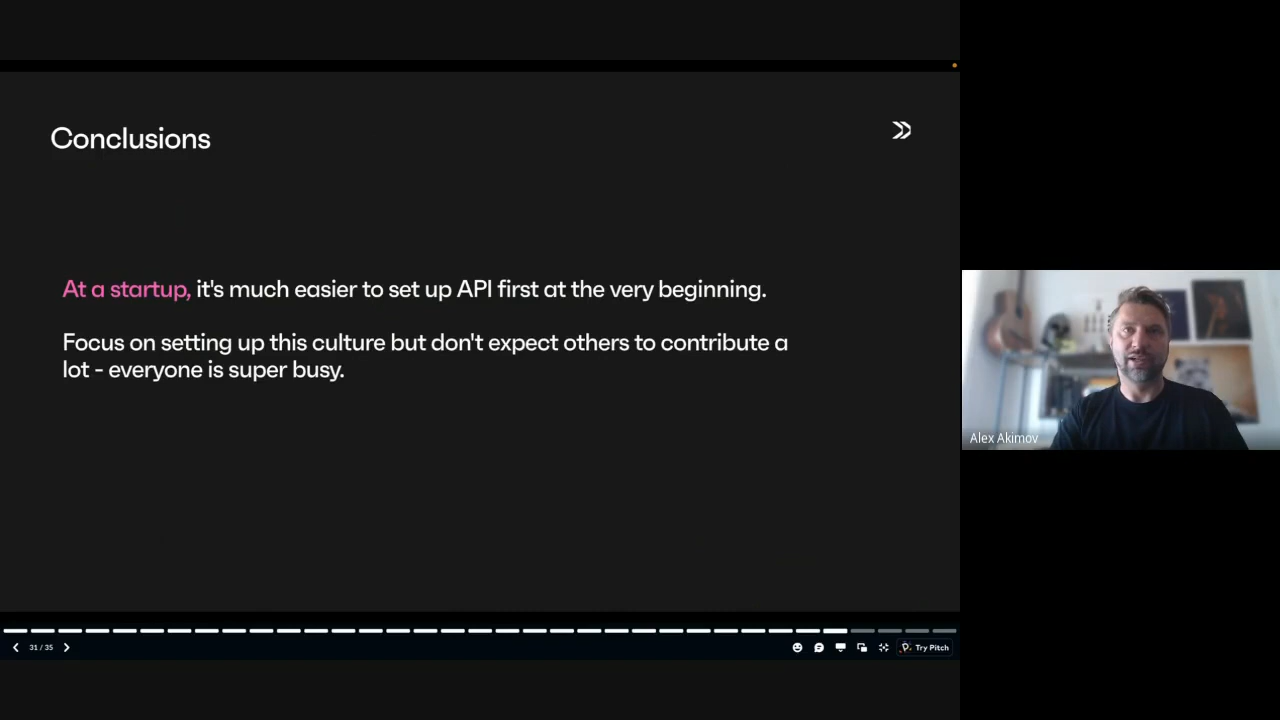 Conclusions
At a startup, it's much easier to set up API first at the very beginning.
Focus on setting up this culture but don't expect others to contribute a
lot - everyone is super busy.
Alex Akimov
31 / 35
Try Pitch